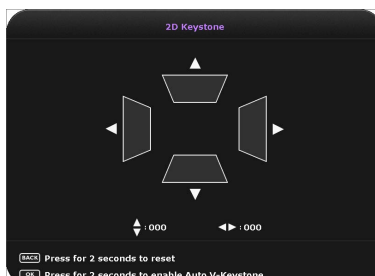 2D Keystone
: 000 : 000
BACK Press for 2 seconds to reset
OK Press for 2 seconds to enable Auto V-Keystone